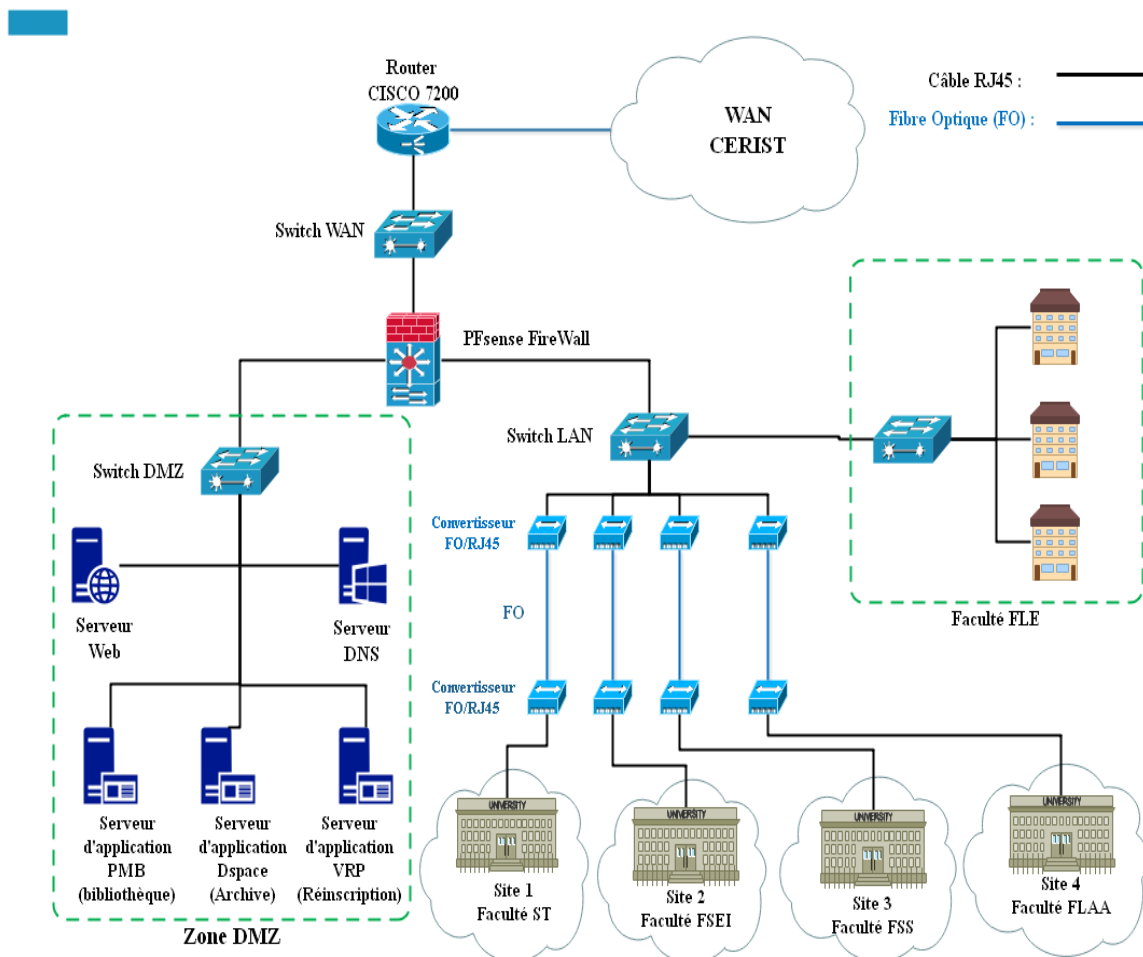 Router
CISCO 7200
WAN
CERIST
Câble RJ45 :
Fibre Optique (FO) :
Switch WAN
PFsense FireWall
Switch LAN
Switch DMZ
Convertisseur
FO/RJ45
FO
Convertisseur
FO/RJ45
Serveur
Web
Serveur
DNS
Faculté FLE
Serveur
d'application
PMB
(bibliothèque)
Serveur
d'application
Dspace
(Archive)
Serveur
d'application
VRP
(Réinscription)
Zone DMZ
UNIVERSITY
Site 1
Faculté ST
UNIVERSITY
Site 2
Faculté FSEI
UNIVERSITY
Site 3
Faculté FSS
UNIVERSITY
Site 4
Faculté FLAA